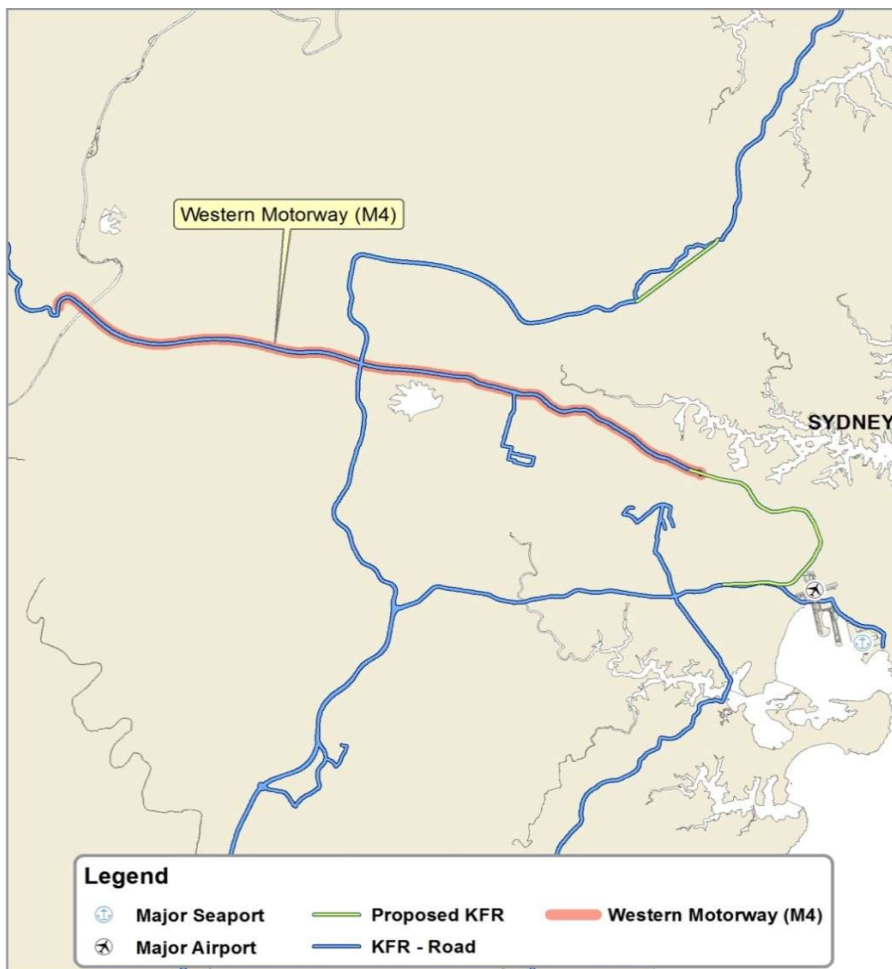 Western Motorway (M4)
SYDNEY
Legend
Major Seaport
Proposed KFR
Western Motorway (M4)
Major Airport
KFR - Road